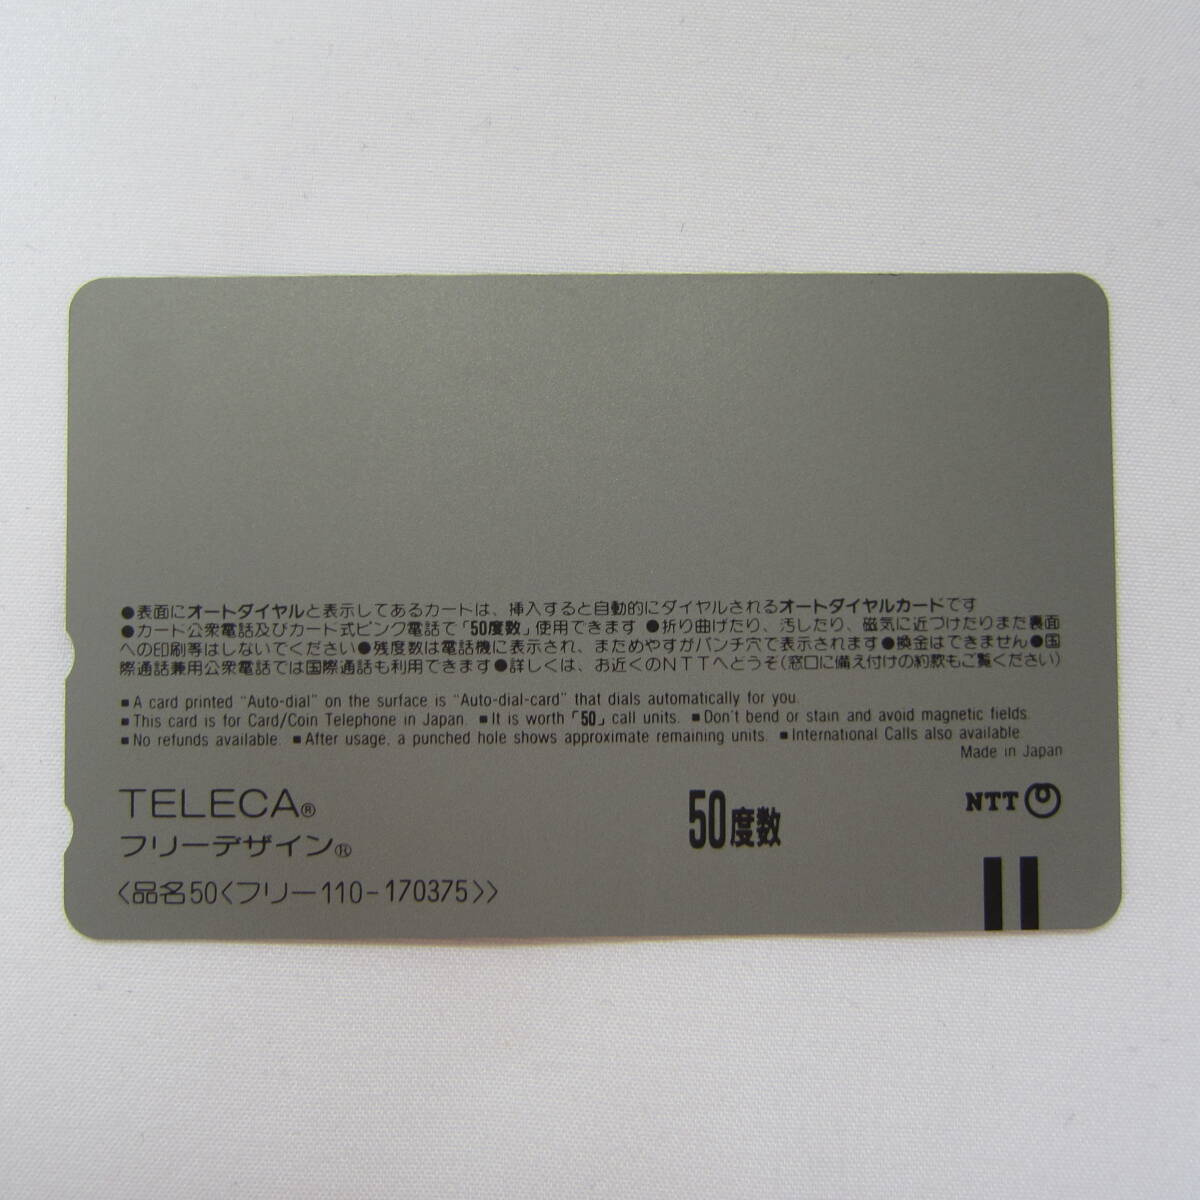 ●表面にオートダイヤルと表示してあるカードは、挿入すると自動的にダイヤルされるオートダイヤルカードです
●カード公衆電話及びカード式ピンク電話で「50度数」使用できます ●折り曲げたり、汚したり、磁気に近づけたりまた裏面
への印刷等はしないでください●残度数は電話機に表示され、まためやすがパンチ穴で表示されます●換金はできません●国
際通話兼用公衆電話では国際通話も利用できます●詳しくは、お近くのNTTへどうぞ(窓口に備え付けの約款もご覧ください)
■ A card printed "Auto-dial" on the surface is "Auto-dial-card" that dials automatically for you.
■ This card is for Card/Coin Telephone in Japan. ■ It is worth「50」call units. ■ Don't bend or stain and avoid magnetic fields.
■ No refunds available. ■ After usage, a punched hole shows approximate remaining units. ■ International Calls also available
Made in Japan
TELECA®
フリーデザイン®
50度数
NTT
〈品名50〈フリー110-170375〉〉